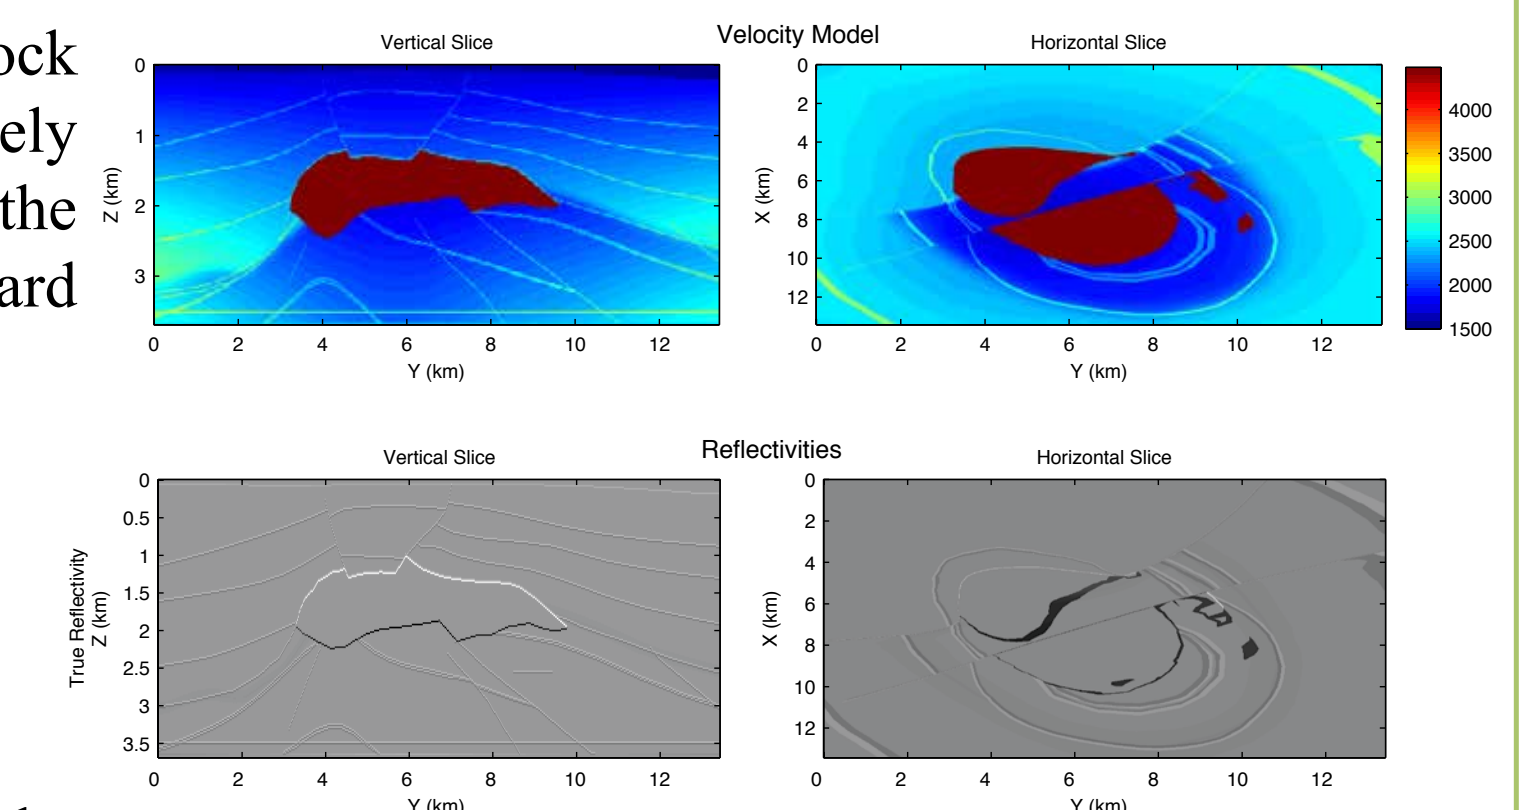 ock
ely
the
ard
Velocity Model
Vertical Slice
Horizontal Slice
0
1
2
3
Z (km)
0 2 4 6 8 10 12
Y (km)
0
2
4
6
8
10
12
X (km)
0 2 4 6 8 10 12
Y (km)
4000
3500
3000
2500
2000
1500
Reflectivities
Vertical Slice
Horizontal Slice
0
0.5
1
1.5
2
2.5
3
3.5
True Reflectivity
Z (km)
0 2 4 6 8 10 12
Y (km)
0
2
4
6
8
10
12
X (km)
0 2 4 6 8 10 12
Y (km)